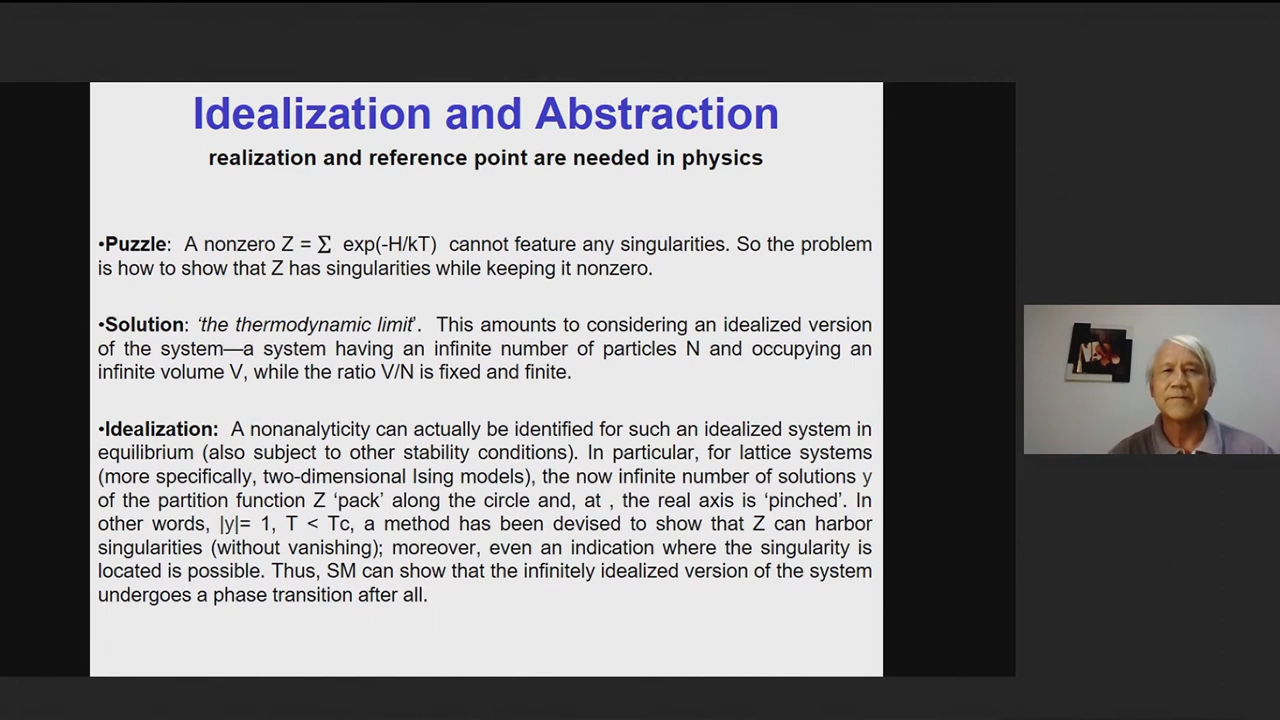 Idealization and Abstraction
realization and reference point are needed in physics
•Puzzle: A nonzero Z = Σ exp(-H/kT) cannot feature any singularities. So the problem
is how to show that Z has singularities while keeping it nonzero.
•Solution: ‘the thermodynamic limit’. This amounts to considering an idealized version
of the system—a system having an infinite number of particles N and occupying an
infinite volume V, while the ratio V/N is fixed and finite.
•Idealization: A nonanalyticity can actually be identified for such an idealized system in
equilibrium (also subject to other stability conditions). In particular, for lattice systems
(more specifically, two-dimensional Ising models), the now infinite number of solutions y
of the partition function Z ‘pack’ along the circle and, at , the real axis is ‘pinched’. In
other words, |y|= 1, T < Tc, a method has been devised to show that Z can harbor
singularities (without vanishing); moreover, even an indication where the singularity is
located is possible. Thus, SM can show that the infinitely idealized version of the system
undergoes a phase transition after all.